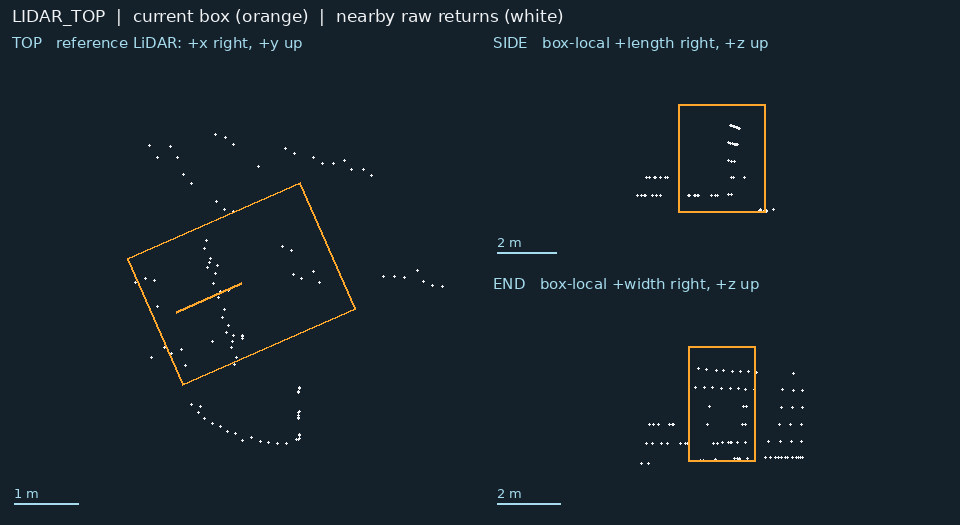 LIDAR_TOP | current box (orange) | nearby raw returns (white)
TOP reference LiDAR: +x right, +y up
SIDE box-local +length right, +z up
2 m
END box-local +width right, +z up
1 m
2 m